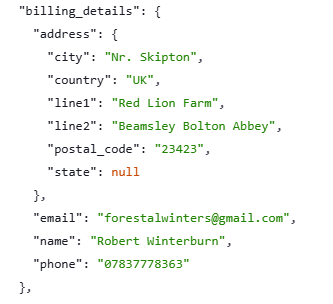 "billing_details": {
"address": {
"city": "Nr. Skipton",
"country": "UK",
"line1": "Red Lion Farm",
"line2": "Beamsley Bolton Abbey",
"postal_code": "23423",
"state": null
},
"email": "forestalwinters@gmail.com",
"name": "Robert Winterburn",
"phone": "07837778363"
},